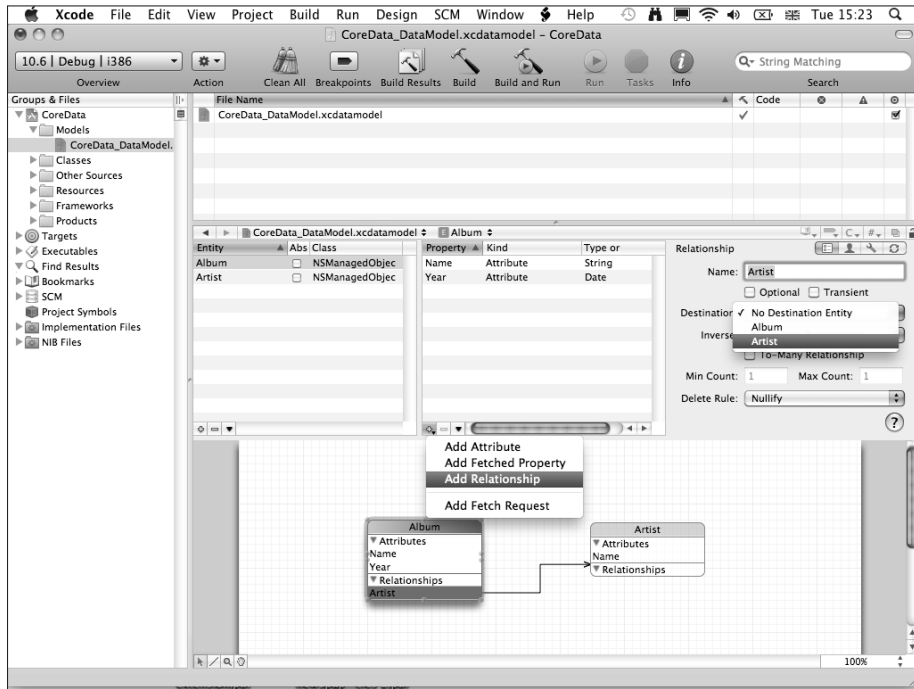 Xcode File Edit View Project Build Run Design SCM Window Help Tue 15:23
CoreData_DataModel.xcdatamodel – CoreData
10.6 | Debug | i386
String Matching
Overview Action Clean All Breakpoints Build Results Build Build and Run Run Tasks Info Search
Groups & Files
CoreData
Models
CoreData_DataModel.
Classes
Other Sources
Resources
Frameworks
Products
Targets
Executables
Find Results
Bookmarks
SCM
Project Symbols
Implementation Files
NIB Files
File Name Code
CoreData_DataModel.xcdatamodel
CoreData_DataModel.xcdatamodel Album
Entity Abs Class
Album NSManagedObjec
Artist NSManagedObjec
Property Kind Type or
Name Attribute String
Year Attribute Date
Relationship
Name: Artist
Optional Transient
Destination No Destination Entity
Album
Inverse
Artist
To-Many Relationship
Min Count: 1 Max Count: 1
Delete Rule: Nullify
Add Attribute
Add Fetched Property
Add Relationship
Add Fetch Request
Album
Attributes
Name
Year
Relationships
Artist
Artist
Attributes
Name
Relationships
100%